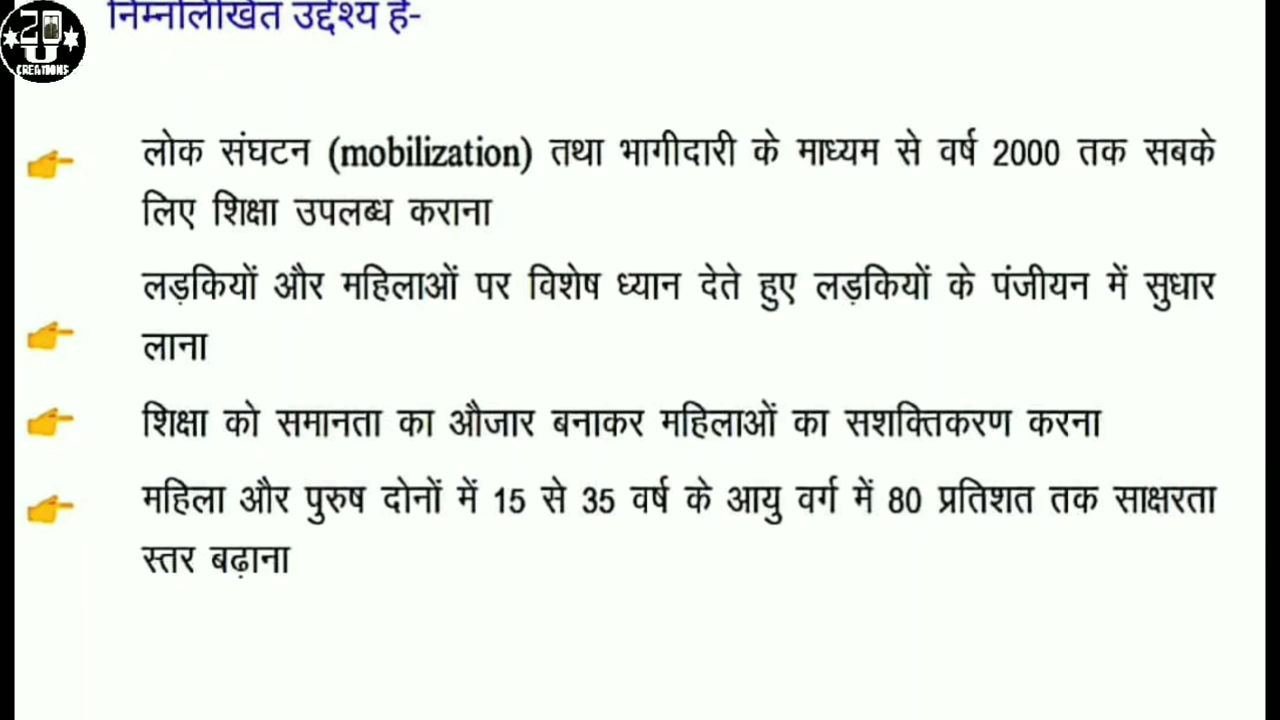 निम्नलिखित उद्देश्य है-
20
U
CREATIONS
लोक संघटन (mobilization) तथा भागीदारी के माध्यम से वर्ष 2000 तक सबके
लिए शिक्षा उपलब्ध कराना
लड़कियों और महिलाओं पर विशेष ध्यान देते हुए लड़कियों के पंजीयन में सुधार
लाना
शिक्षा को समानता का औजार बनाकर महिलाओं का सशक्तिकरण करना
महिला और पुरुष दोनों में 15 से 35 वर्ष के आयु वर्ग में 80 प्रतिशत तक साक्षरता
स्तर बढ़ाना